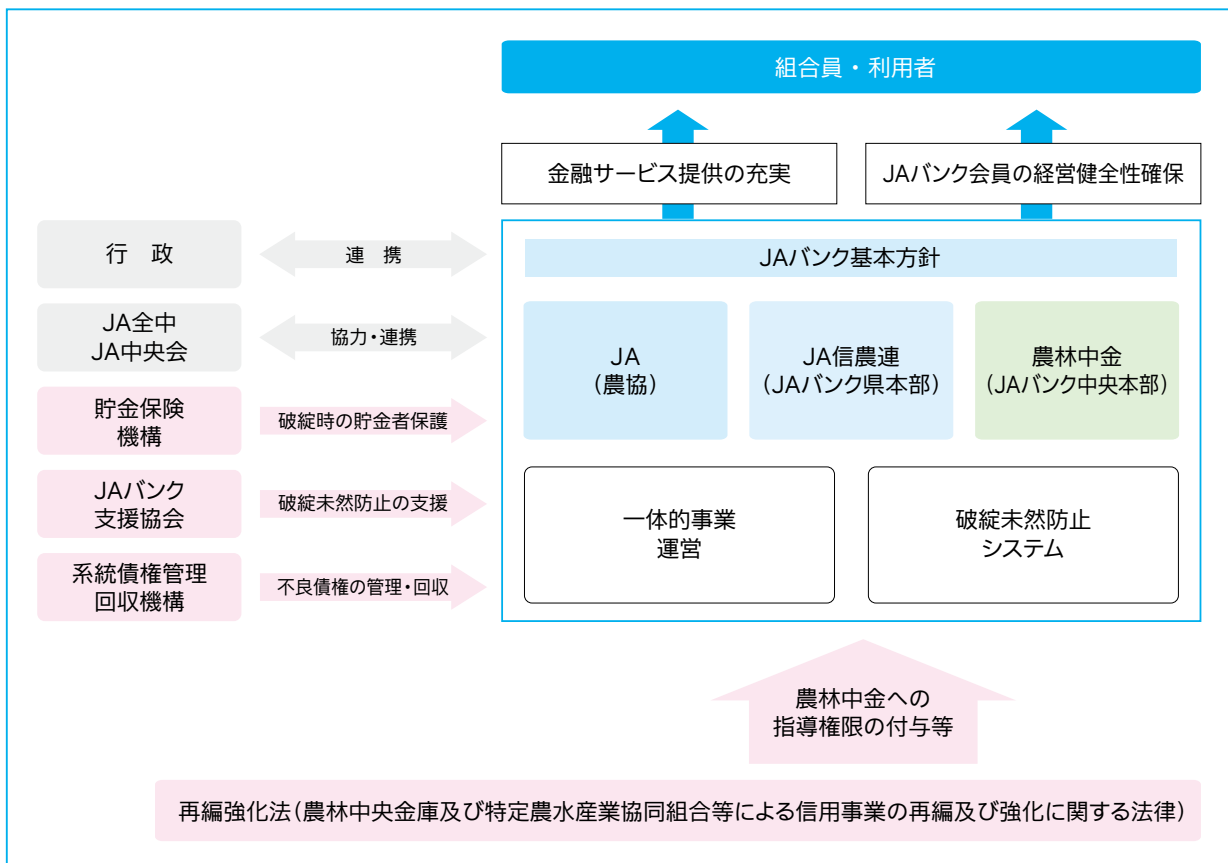 組合員・利用者
金融サービス提供の充実
JAバンク会員の経営健全性確保
行　政
連　携
JAバンク基本方針
JA全中
JA中央会
協力・連携
JA
（農協）
JA信農連
（JAバンク県本部）
農林中金
（JAバンク中央本部）
貯金保険
機構
破綻時の貯金者保護
JAバンク
支援協会
破綻未然防止の支援
一体的事業
運営
破綻未然防止
システム
系統債権管理
回収機構
不良債権の管理・回収
農林中金への
指導権限の付与等
再編強化法（農林中央金庫及び特定農水産業協同組合等による信用事業の再編及び強化に関する法律）